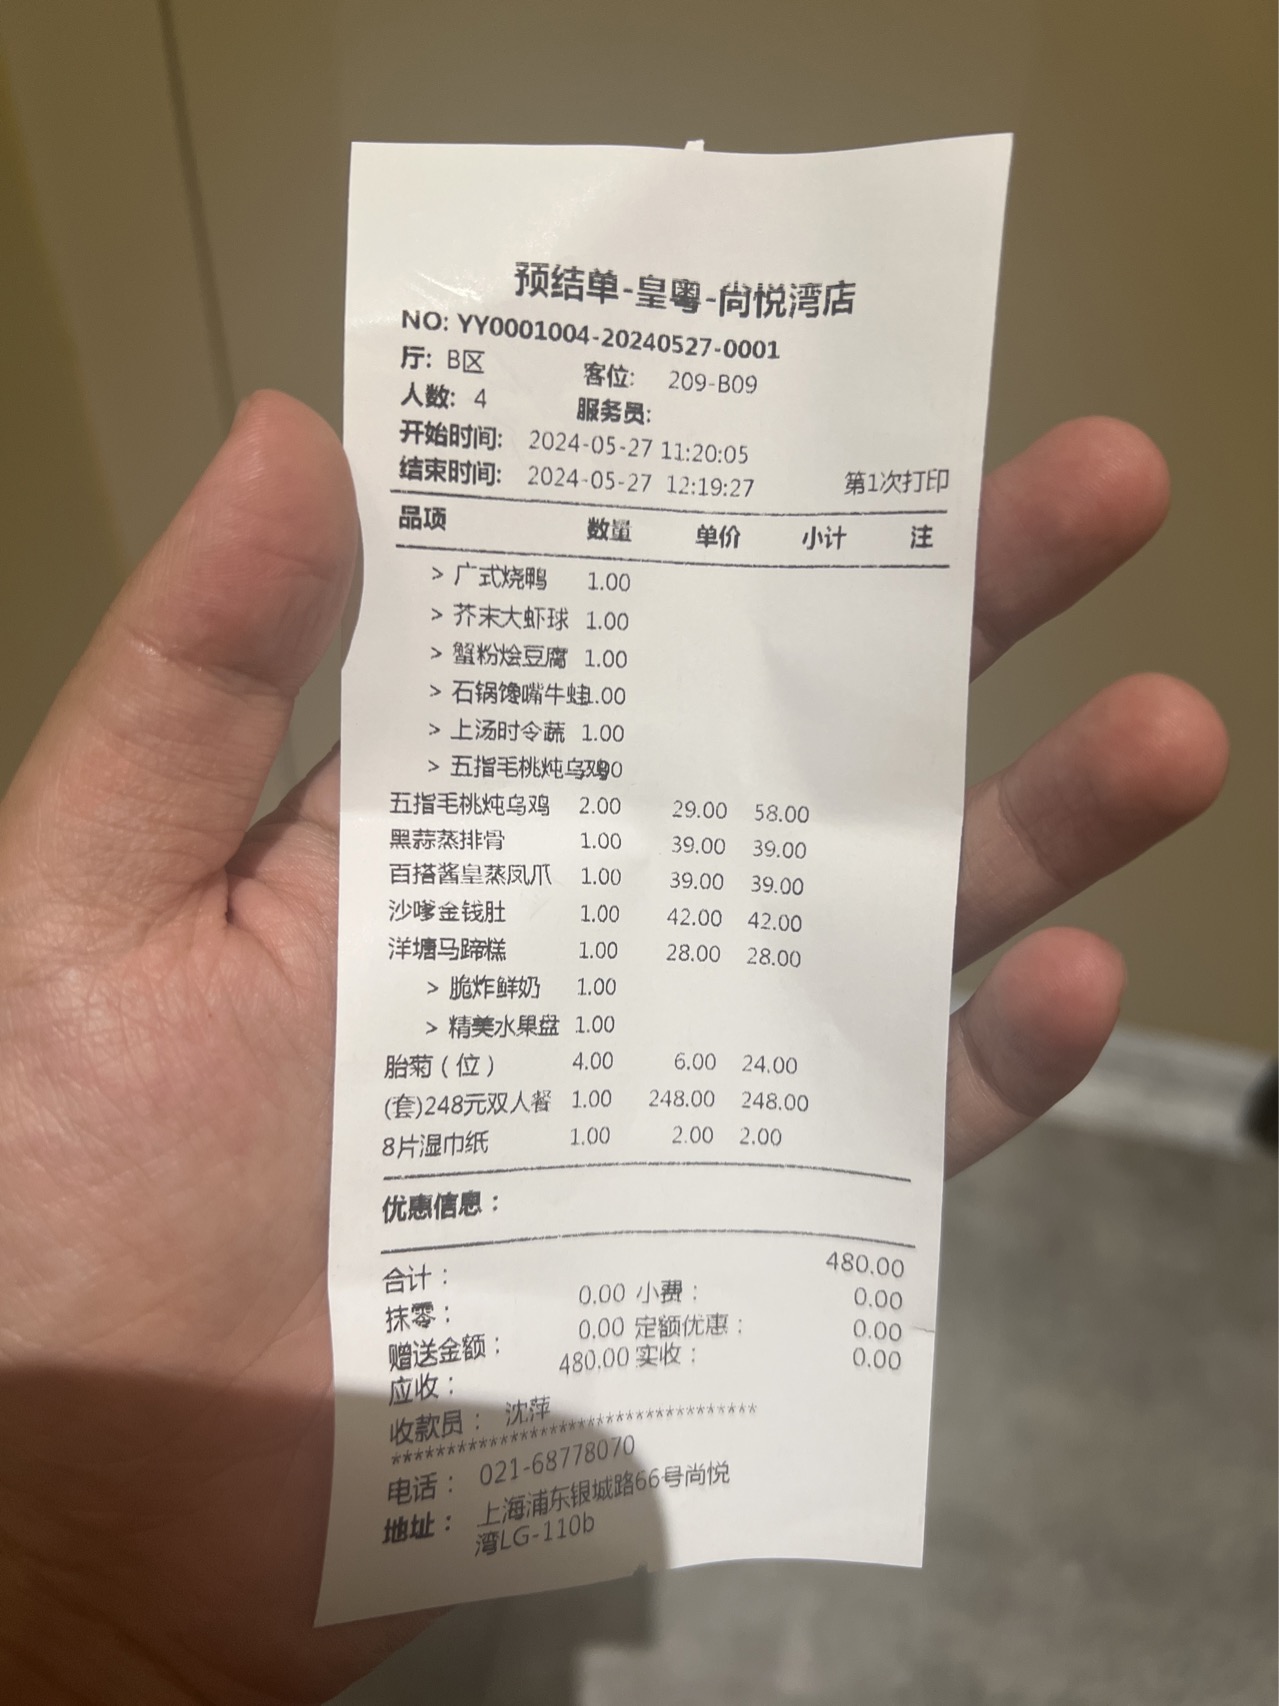 预结单-皇粤-尚悦湾店
NO: YY0001004-20240527-0001
厅: B区 客位: 209-B09
人数: 4 服务员:
开始时间: 2024-05-27 11:20:05
结束时间: 2024-05-27 12:19:27 第1次打印
品项 数量 单价 小计 注
> 广式烧鸭 1.00
> 芥末大虾球 1.00
> 蟹粉烩豆腐 1.00
> 石锅馋嘴牛蛙1.00
> 上汤时令蔬 1.00
> 五指毛桃炖乌鸡
五指毛桃炖乌鸡 2.00 29.00 58.00
黑蒜蒸排骨 1.00 39.00 39.00
百搭酱皇蒸凤爪 1.00 39.00 39.00
沙嗲金钱肚 1.00 42.00 42.00
洋塘马蹄糕 1.00 28.00 28.00
> 脆炸鲜奶 1.00
> 精美水果盘 1.00
胎菊(位) 4.00 6.00 24.00
(套)248元双人餐 1.00 248.00 248.00
8片湿巾纸 1.00 2.00 2.00
优惠信息:
合计: 480.00
抹零: 0.00 小费: 0.00
赠送金额: 0.00 定额优惠: 0.00
应收: 480.00 实收: 0.00
收款员: 沈萍
**********************************
电话: 021-68778070
地址: 上海浦东银城路66号尚悦
湾LG-110b